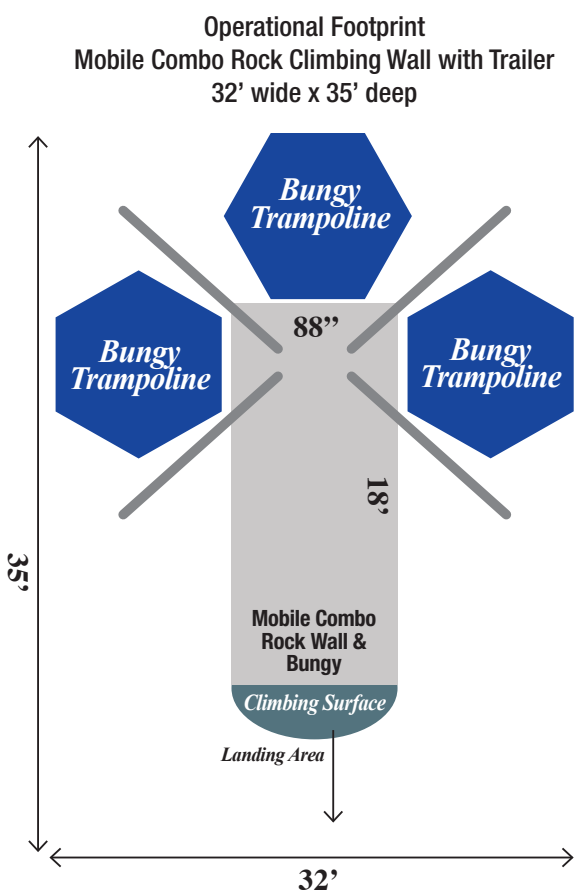 Operational Footprint
Mobile Combo Rock Climbing Wall with Trailer
32’ wide x 35’ deep
Bungy
Trampoline
88”
Bungy
Trampoline
Bungy
Trampoline
18’
35’
Mobile Combo
Rock Wall &
Bungy
Climbing Surface
Landing Area
32’